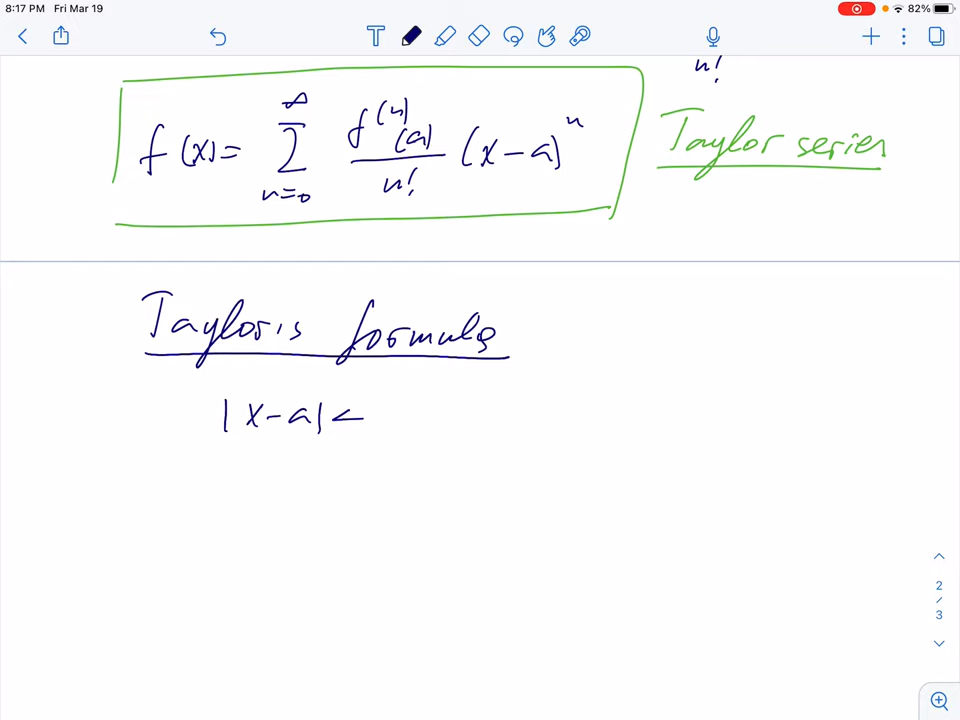 8:17 PM Fri Mar 19
82%
T
n!
f(x) = ∞ Σ n=0 f^(n)(a) / n! (x-a)^n
Taylor series
Taylor's formula
|x-a| <
2
/
3